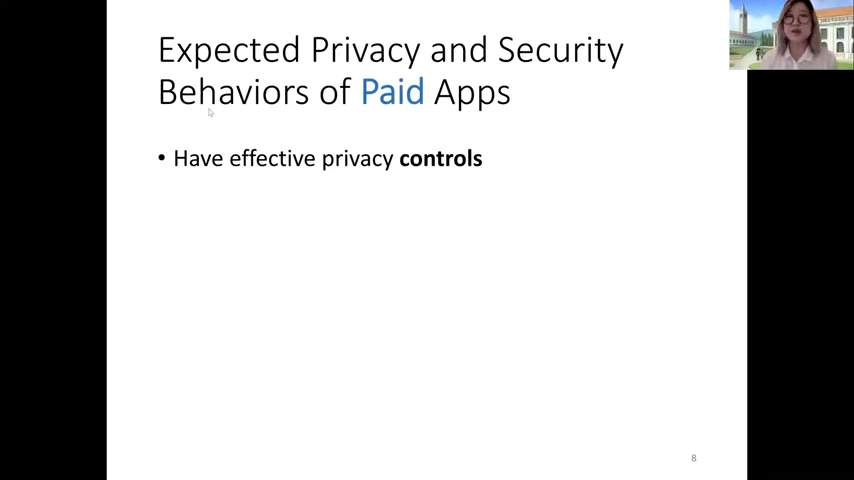 Expected Privacy and Security
Behaviors of Paid Apps
• Have effective privacy controls
8